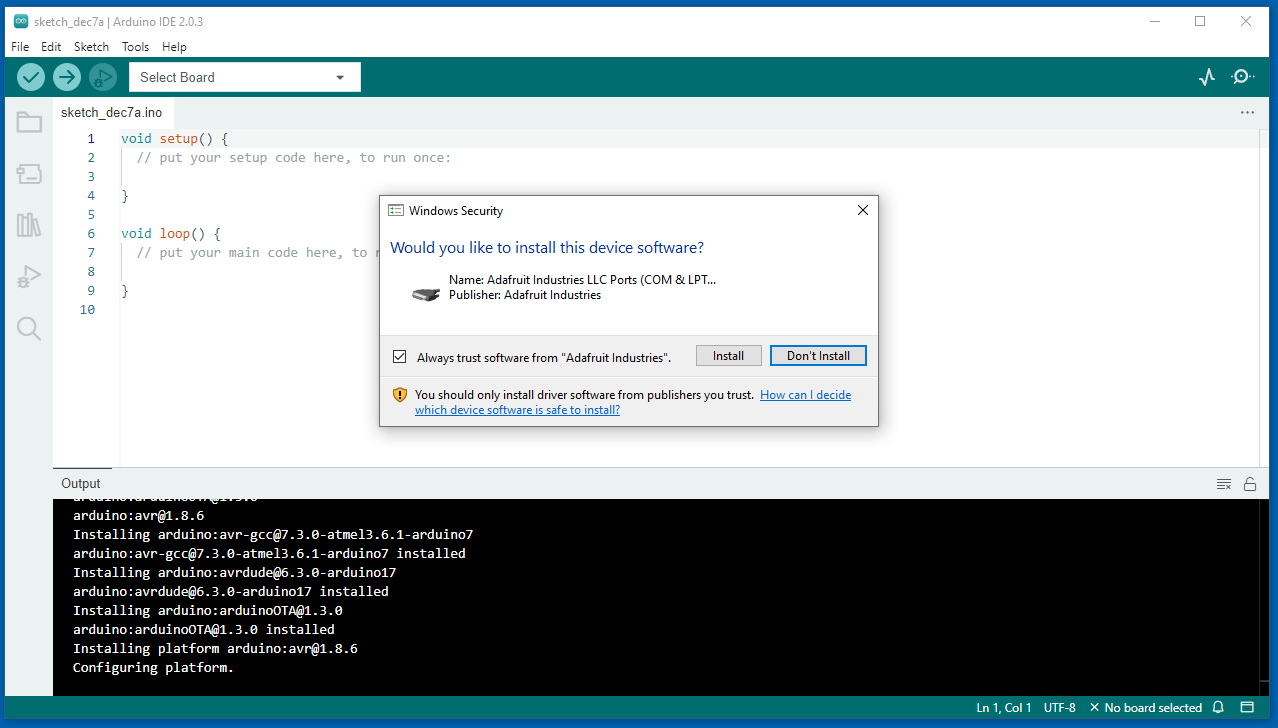 sketch_dec7a | Arduino IDE 2.0.3
File Edit Sketch Tools Help
Select Board
sketch_dec7a.ino
1 void setup() {
2 // put your setup code here, to run once:
3
4 }
5
6 void loop() {
7 // put your main code here, to
8
9 }
10
Windows Security
Would you like to install this device software?
Name: Adafruit Industries LLC Ports (COM & LPT...
Publisher: Adafruit Industries
Always trust software from "Adafruit Industries".
Install
Don't Install
You should only install driver software from publishers you trust. How can I decide
which device software is safe to install?
Output
arduino:arduinoOTA@1.3.0
arduino:avr@1.8.6
Installing arduino:avr-gcc@7.3.0-atmel3.6.1-arduino7
arduino:avr-gcc@7.3.0-atmel3.6.1-arduino7 installed
Installing arduino:avrdude@6.3.0-arduino17
arduino:avrdude@6.3.0-arduino17 installed
Installing arduino:arduinoOTA@1.3.0
arduino:arduinoOTA@1.3.0 installed
Installing platform arduino:avr@1.8.6
Configuring platform.
Ln 1, Col 1 UTF-8 No board selected